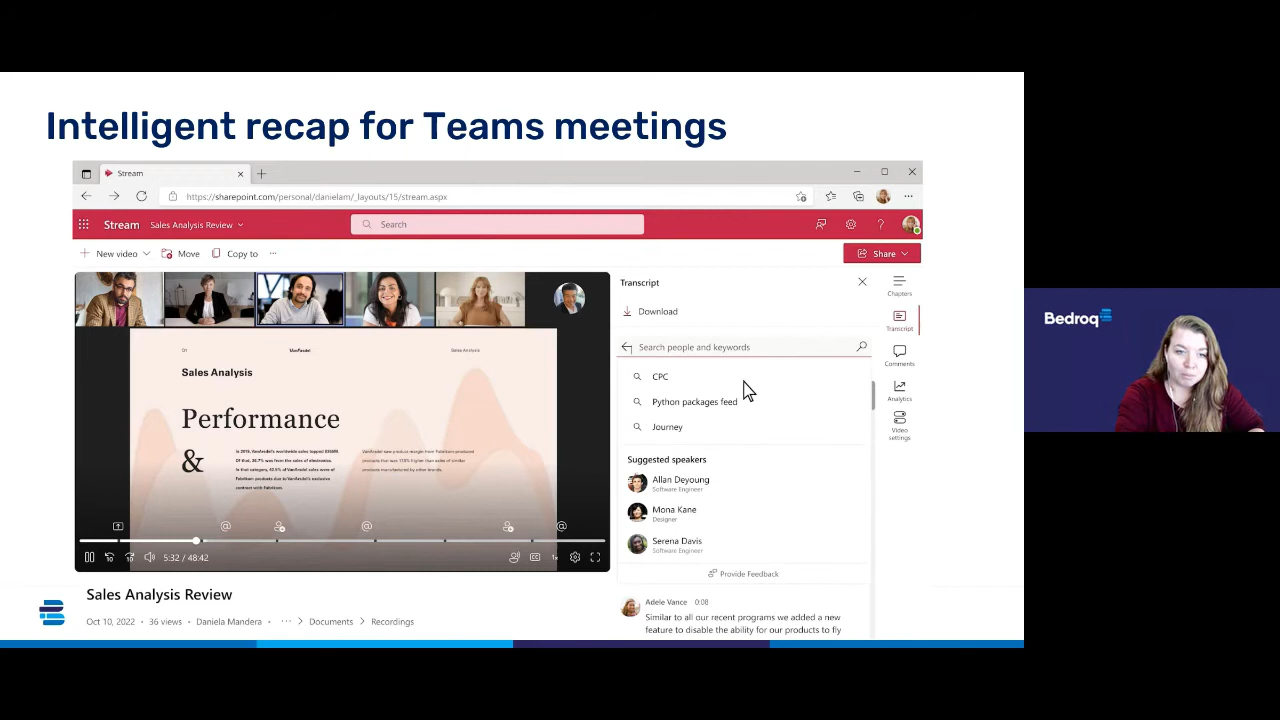 Intelligent recap for Teams meetings
Stream
https://sharepoint.com/personal/danielam/_layouts/15/stream.aspx
Stream Sales Analysis Review Search
New video Move Copy to ... Share
Transcript
Download
Search people and keywords
CPC
Python packages feed
Journey
Suggested speakers
Allan Deyoung
Software Engineer
Mona Kane
Designer
Serena Davis
Software Engineer
Provide Feedback
Adele Vance 0:08
Similar to all our recent programs we added a new
feature to disable the ability for our products to fly
Chapters
Transcript
Comments
Analytics
Video
settings
04 VanArsdel Sales Analysis
Sales Analysis
Performance
&
5:32 / 48:42
1x
Sales Analysis Review
Oct 10, 2022 • 36 views • Daniela Mandera ... > Documents > Recordings
Bedroq